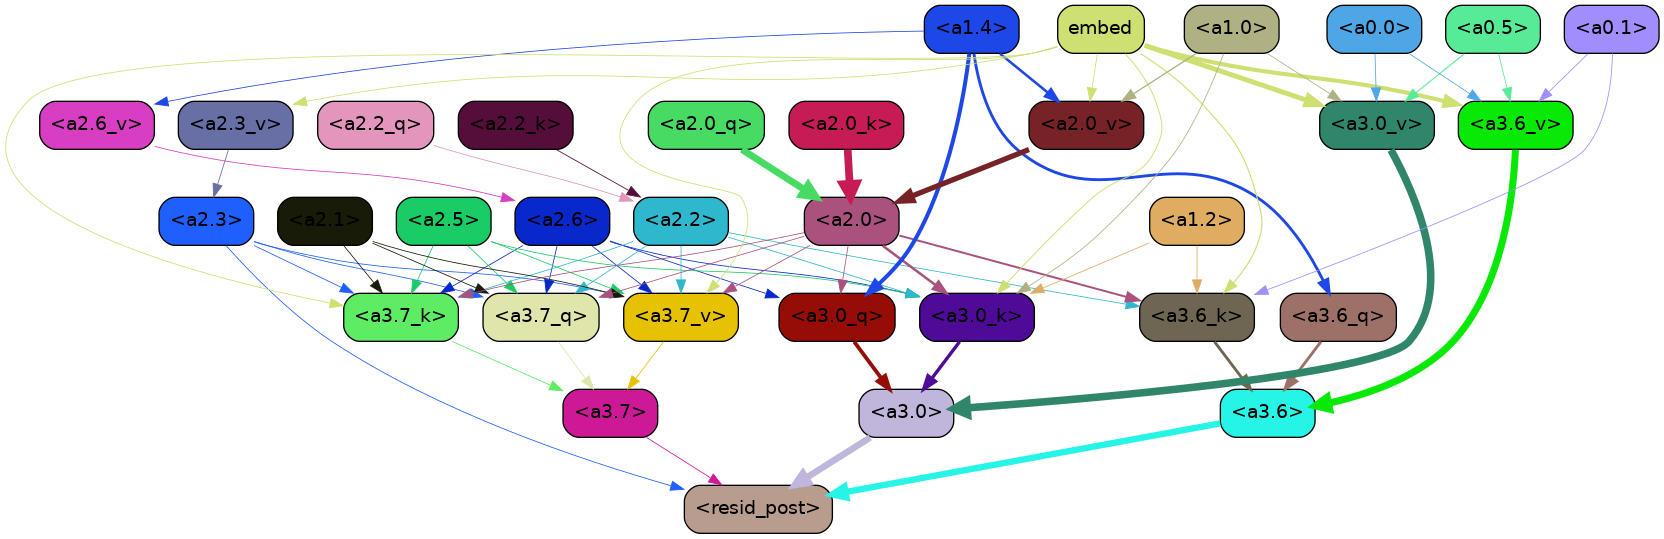 <a1.4> embed <a1.0> <a0.0> <a0.5> <a0.1>
<a2.6_v> <a2.3_v> <a2.2_q> <a2.2_k> <a2.0_q> <a2.0_k> <a2.0_v> <a3.0_v> <a3.6_v>
<a2.3> <a2.1> <a2.5> <a2.6> <a2.2> <a2.0> <a1.2>
<a3.7_k> <a3.7_q> <a3.7_v> <a3.0_q> <a3.0_k> <a3.6_k> <a3.6_q>
<a3.7> <a3.0> <a3.6>
<resid_post>